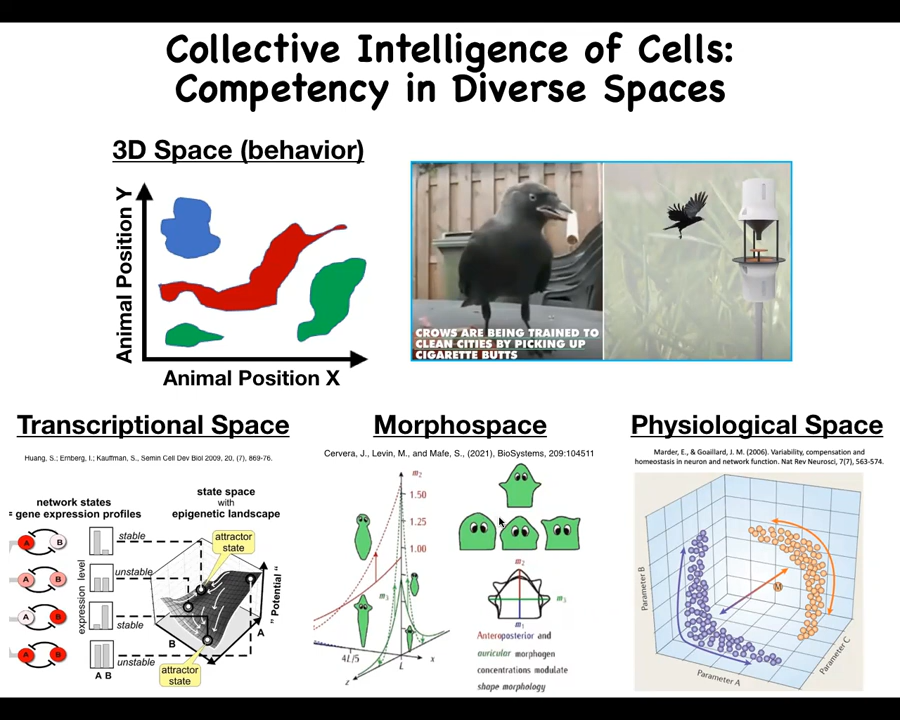 Collective Intelligence of Cells:
Competency in Diverse Spaces
3D Space (behavior)
Animal Position Y
Animal Position X
CROWS ARE BEING TRAINED TO
CLEAN CITIES BY PICKING UP
CIGARETTE BUTTS
Transcriptional Space
Huang, S.; Ernberg, I.; Kauffman, S., Semin Cell Dev Biol 2009, 20, (7), 869-76.
network states
" gene expression profiles
state space
with
epigenetic landscape
attractor
state
A B
stable
A B
unstable
A B
stable
A B
unstable
expression level
A B
B
A
"Potential"
attractor
state
Morphospace
Cervera, J., Levin, M., and Mafe, S., (2021), BioSystems, 209:104511
m2
1.50
1.25
1.00
m3
4L/5
L
x
z
m2
m3
m1
Anteroposterior and
auricular morphogen
concentrations modulate
shape morphology
Physiological Space
Marder, E., & Goaillard, J. M. (2006). Variability, compensation and
homeostasis in neuron and network function. Nat Rev Neurosci, 7(7), 563-574.
Parameter B
M
Parameter A
Parameter C